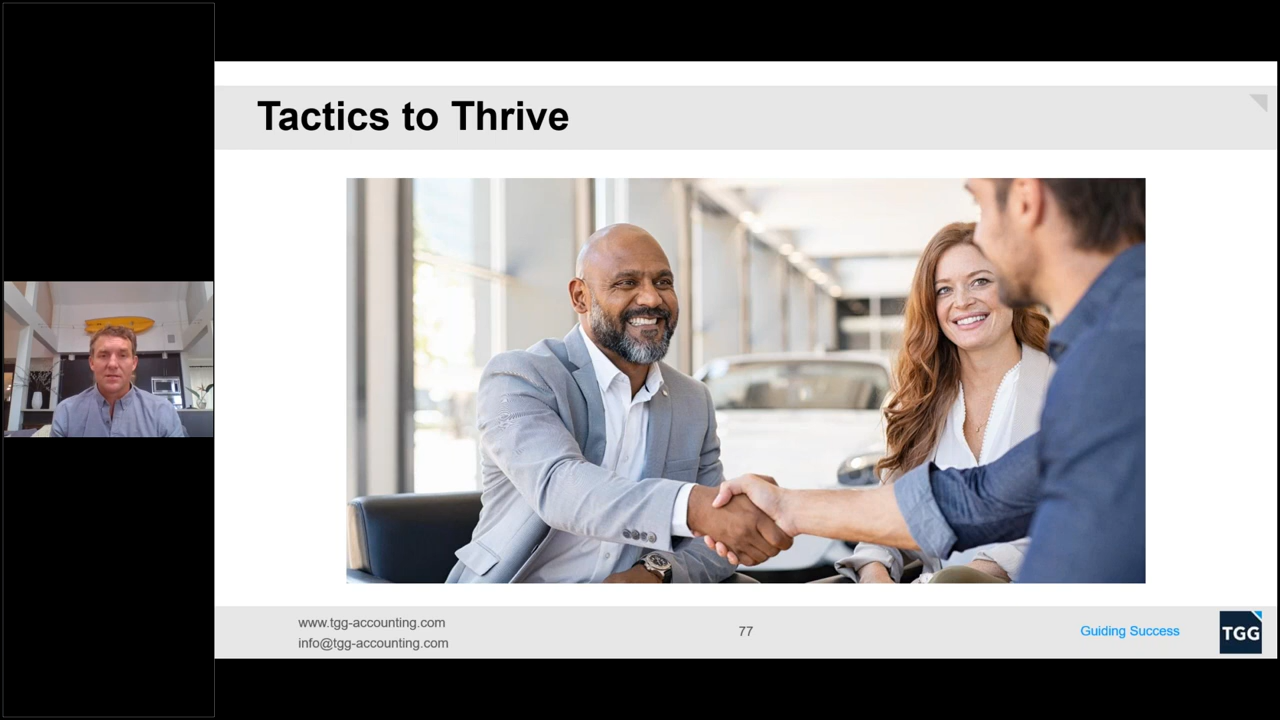 Tactics to Thrive
www.tgg-accounting.com
info@tgg-accounting.com
77
Guiding Success
TGG